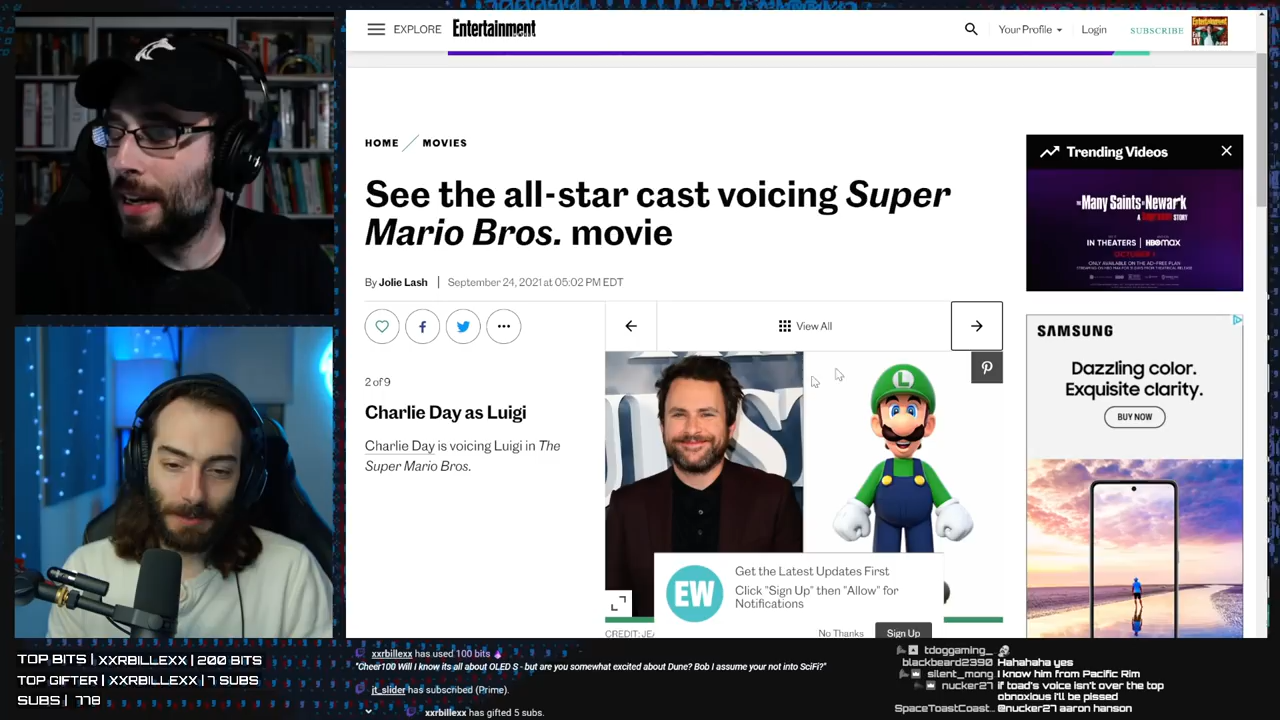 EXPLORE
Entertainment
Your Profile
Login
SUBSCRIBE
HOME / MOVIES
See the all-star cast voicing Super
Mario Bros. movie
By Jolie Lash | September 24, 2021 at 05:02 PM EDT
View All
2 of 9
Charlie Day as Luigi
Charlie Day is voicing Luigi in The
Super Mario Bros.
L
Get the Latest Updates First
EW
Click "Sign Up" then "Allow" for
Notifications
No Thanks
Sign Up
CREDIT: JEA
Trending Videos
The Many Saints of Newark
IN THEATERS | HBOMAX
OCTOBER 1
SAMSUNG
Dazzling color.
Exquisite clarity.
BUY NOW
TOP BITS | XXRBILLEXX | 200 BITS
TOP GIFTER | XXRBILLEXX | 7 SUBS
SUBS | 778
xxrbillexx has used 100 bits
"Cheer100 Will I know its all about OLED S - but are you somewhat excited about Dune? Bob I assume your not into SciFi?"
jt_slider has subscribed (Prime).
xxrbillexx has gifted 5 subs.
tdoggaming_
blackbeard2390 Hahahaha yes
silent_mong I know him from Pacific Rim
nucker27 if toad's voice isn't over the top
obnoxious I'll be pissed
SpaceToastCoast_ @nucker27 aaron hanson